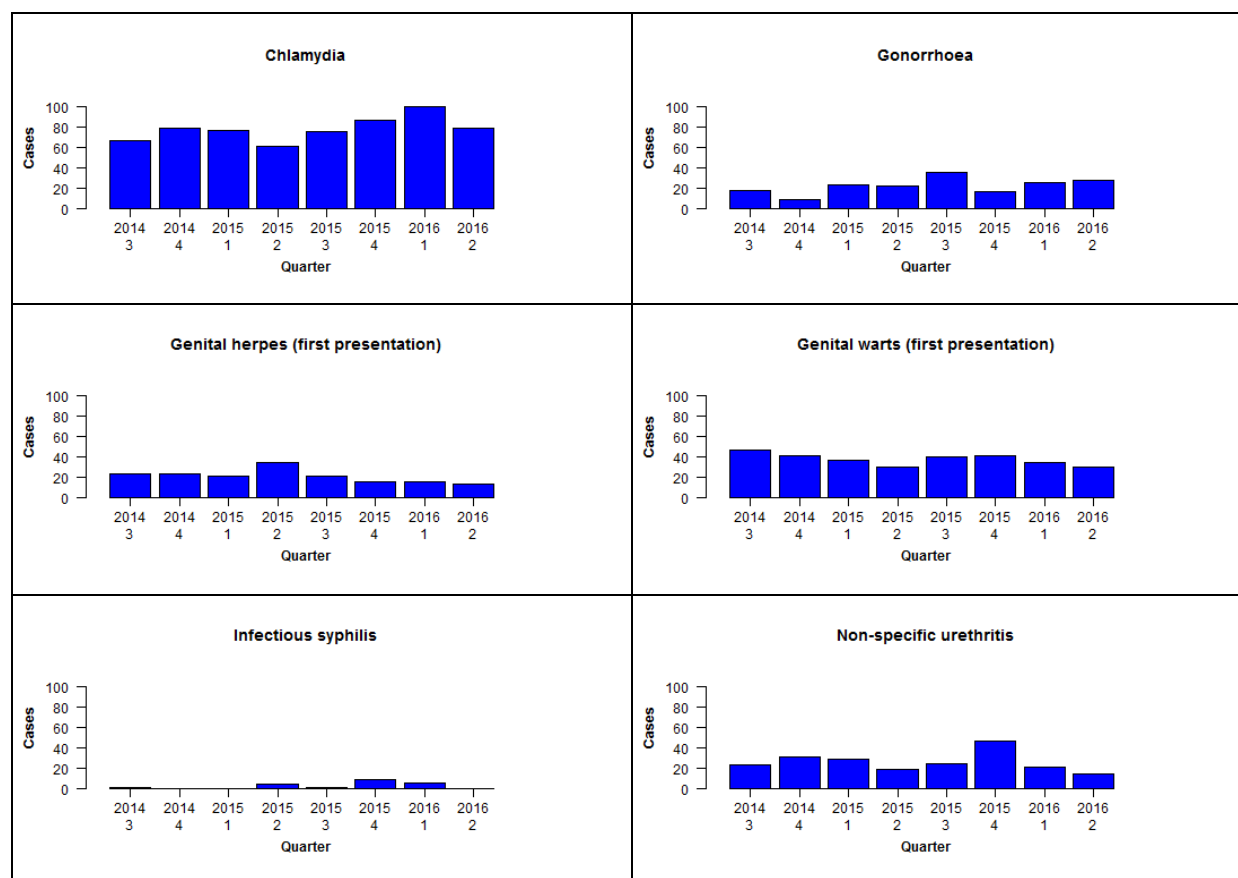 Chlamydia
100
80
60
40
20
0
Cases
2014 2014 2015 2015 2015 2015 2016 2016
3 4 1 2 3 4 1 2
Quarter
Gonorrhoea
100
80
60
40
20
0
Cases
2014 2014 2015 2015 2015 2015 2016 2016
3 4 1 2 3 4 1 2
Quarter
Genital herpes (first presentation)
100
80
60
40
20
0
Cases
2014 2014 2015 2015 2015 2015 2016 2016
3 4 1 2 3 4 1 2
Quarter
Genital warts (first presentation)
100
80
60
40
20
0
Cases
2014 2014 2015 2015 2015 2015 2016 2016
3 4 1 2 3 4 1 2
Quarter
Infectious syphilis
100
80
60
40
20
0
Cases
2014 2014 2015 2015 2015 2015 2016 2016
3 4 1 2 3 4 1 2
Quarter
Non-specific urethritis
100
80
60
40
20
0
Cases
2014 2014 2015 2015 2015 2015 2016 2016
3 4 1 2 3 4 1 2
Quarter